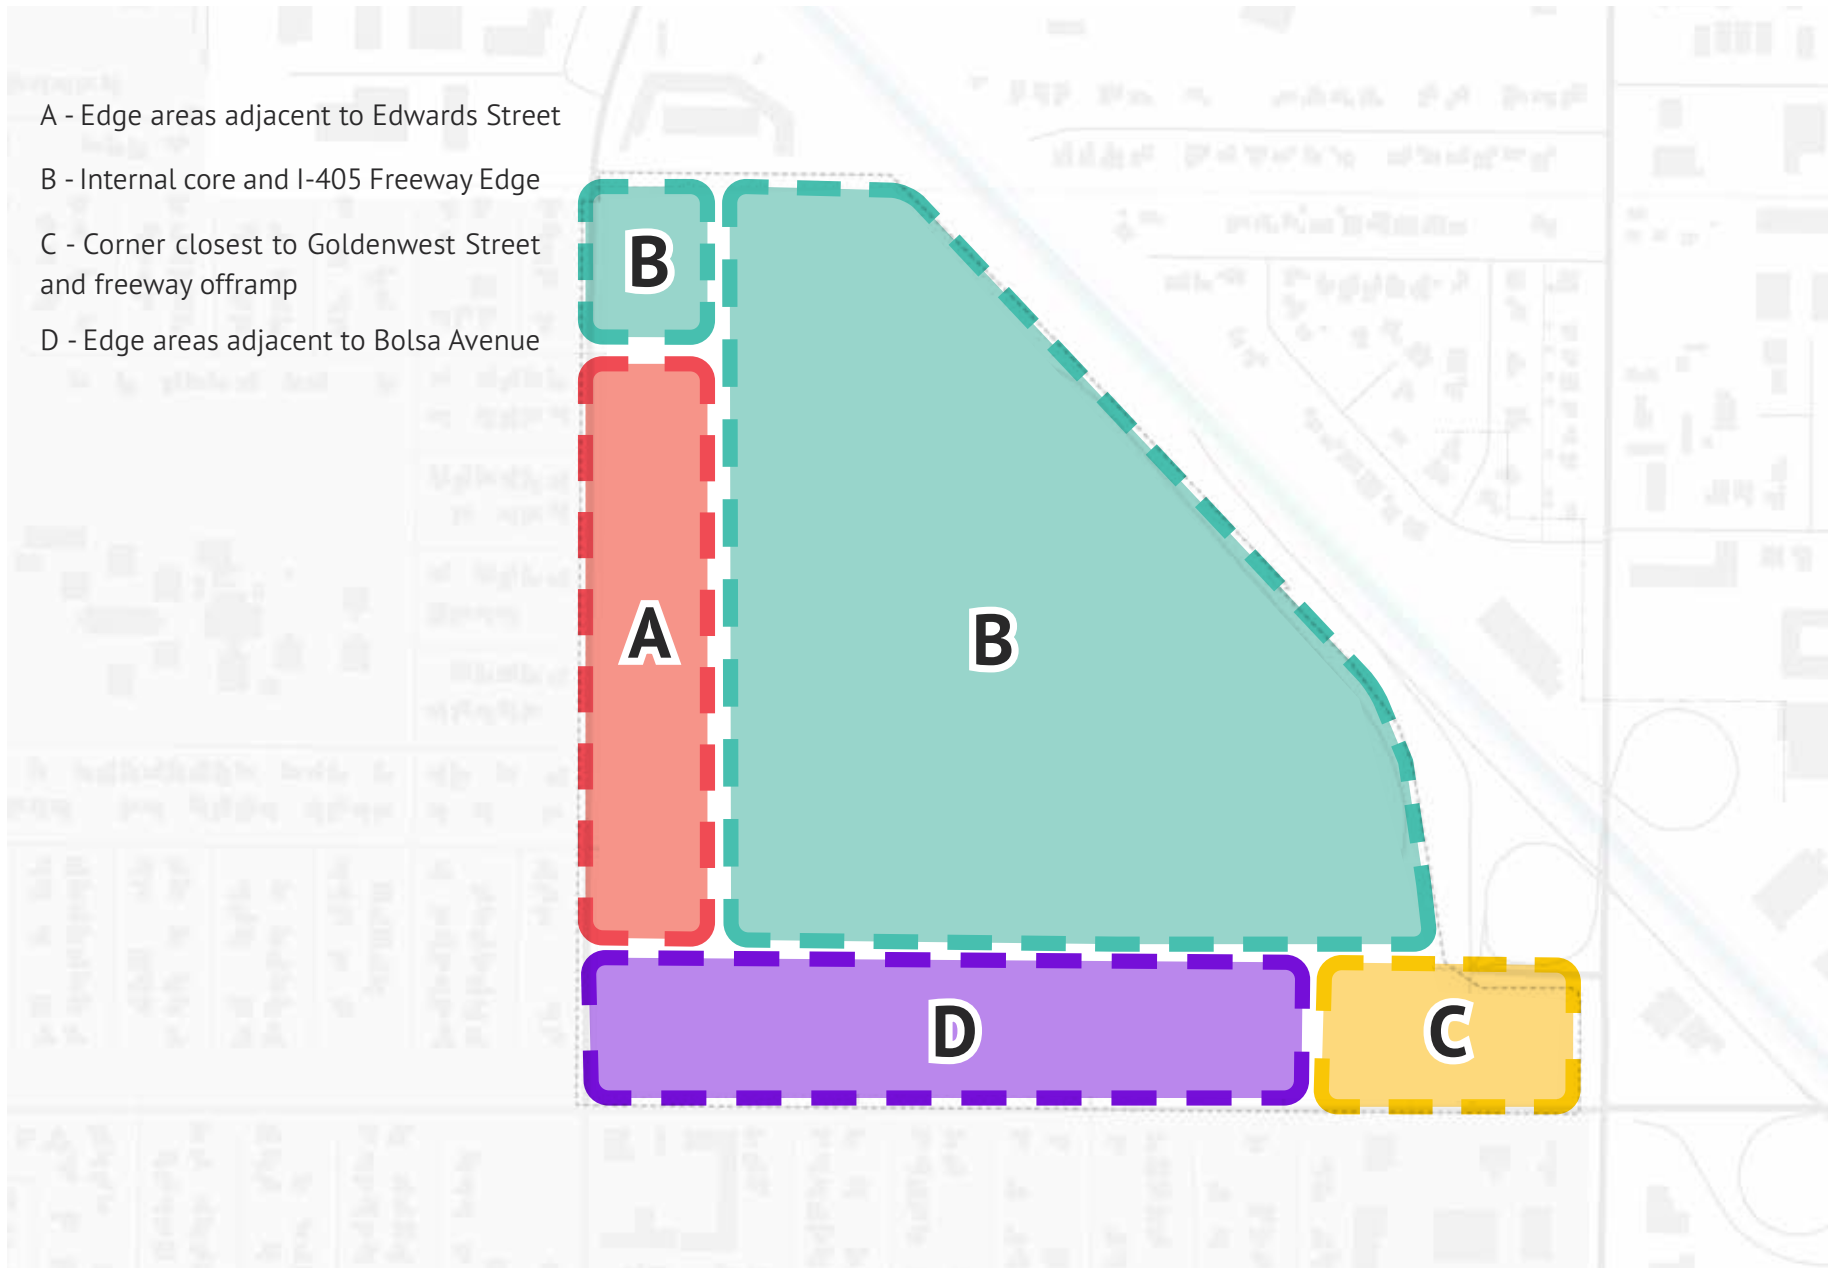 A - Edge areas adjacent to Edwards Street
B - Internal core and I-405 Freeway Edge
C - Corner closest to Goldenwest Street
and freeway offramp
D - Edge areas adjacent to Bolsa Avenue
B
A
B
D
C